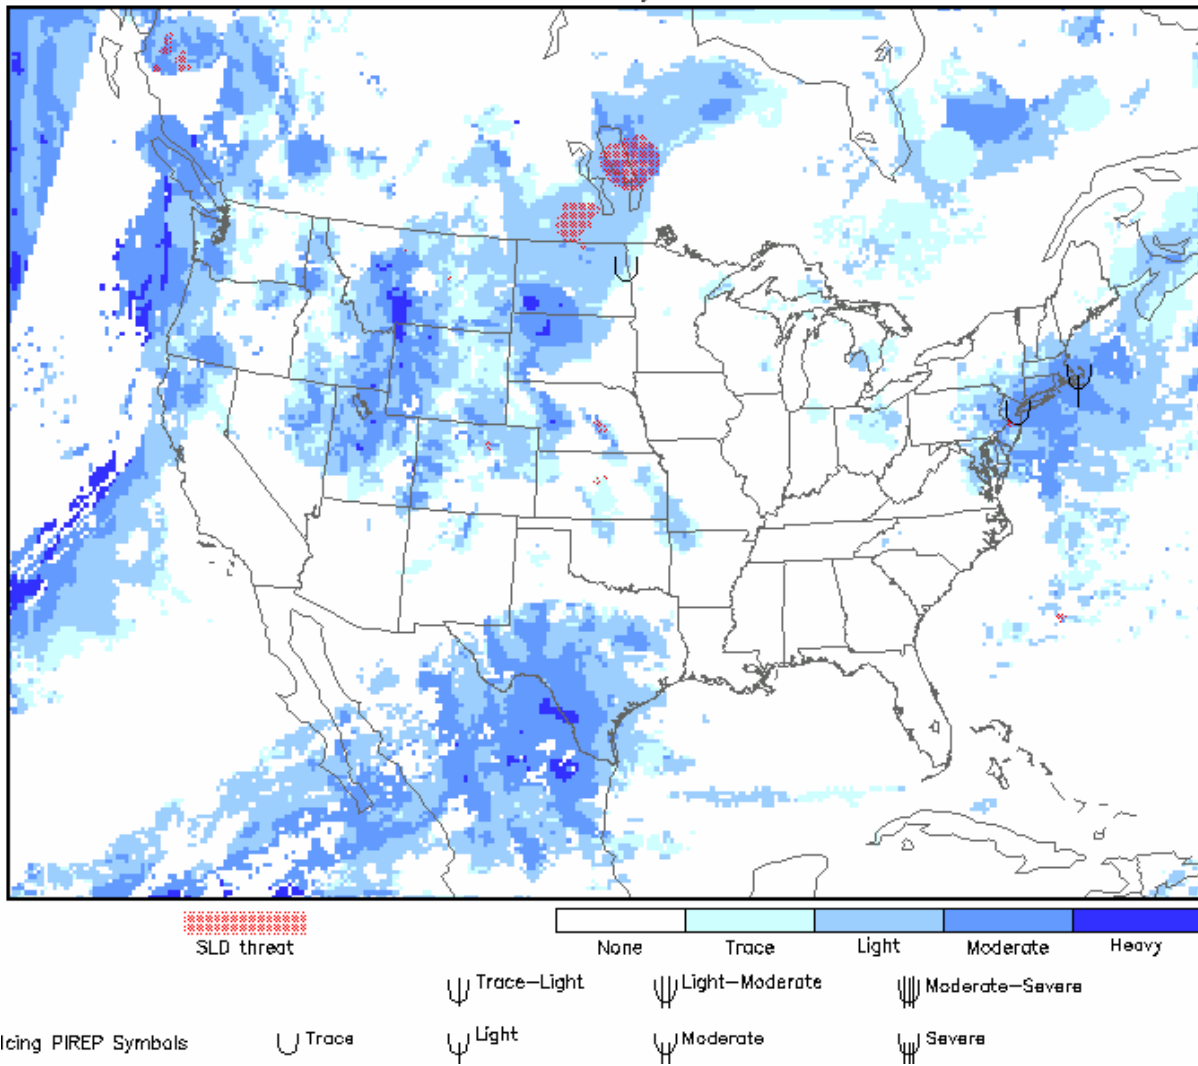 SLD threat
None Trace Light Moderate Heavy
Trace-Light Light-Moderate Moderate-Severe
Icing PIREP Symbols Trace Light Moderate Severe